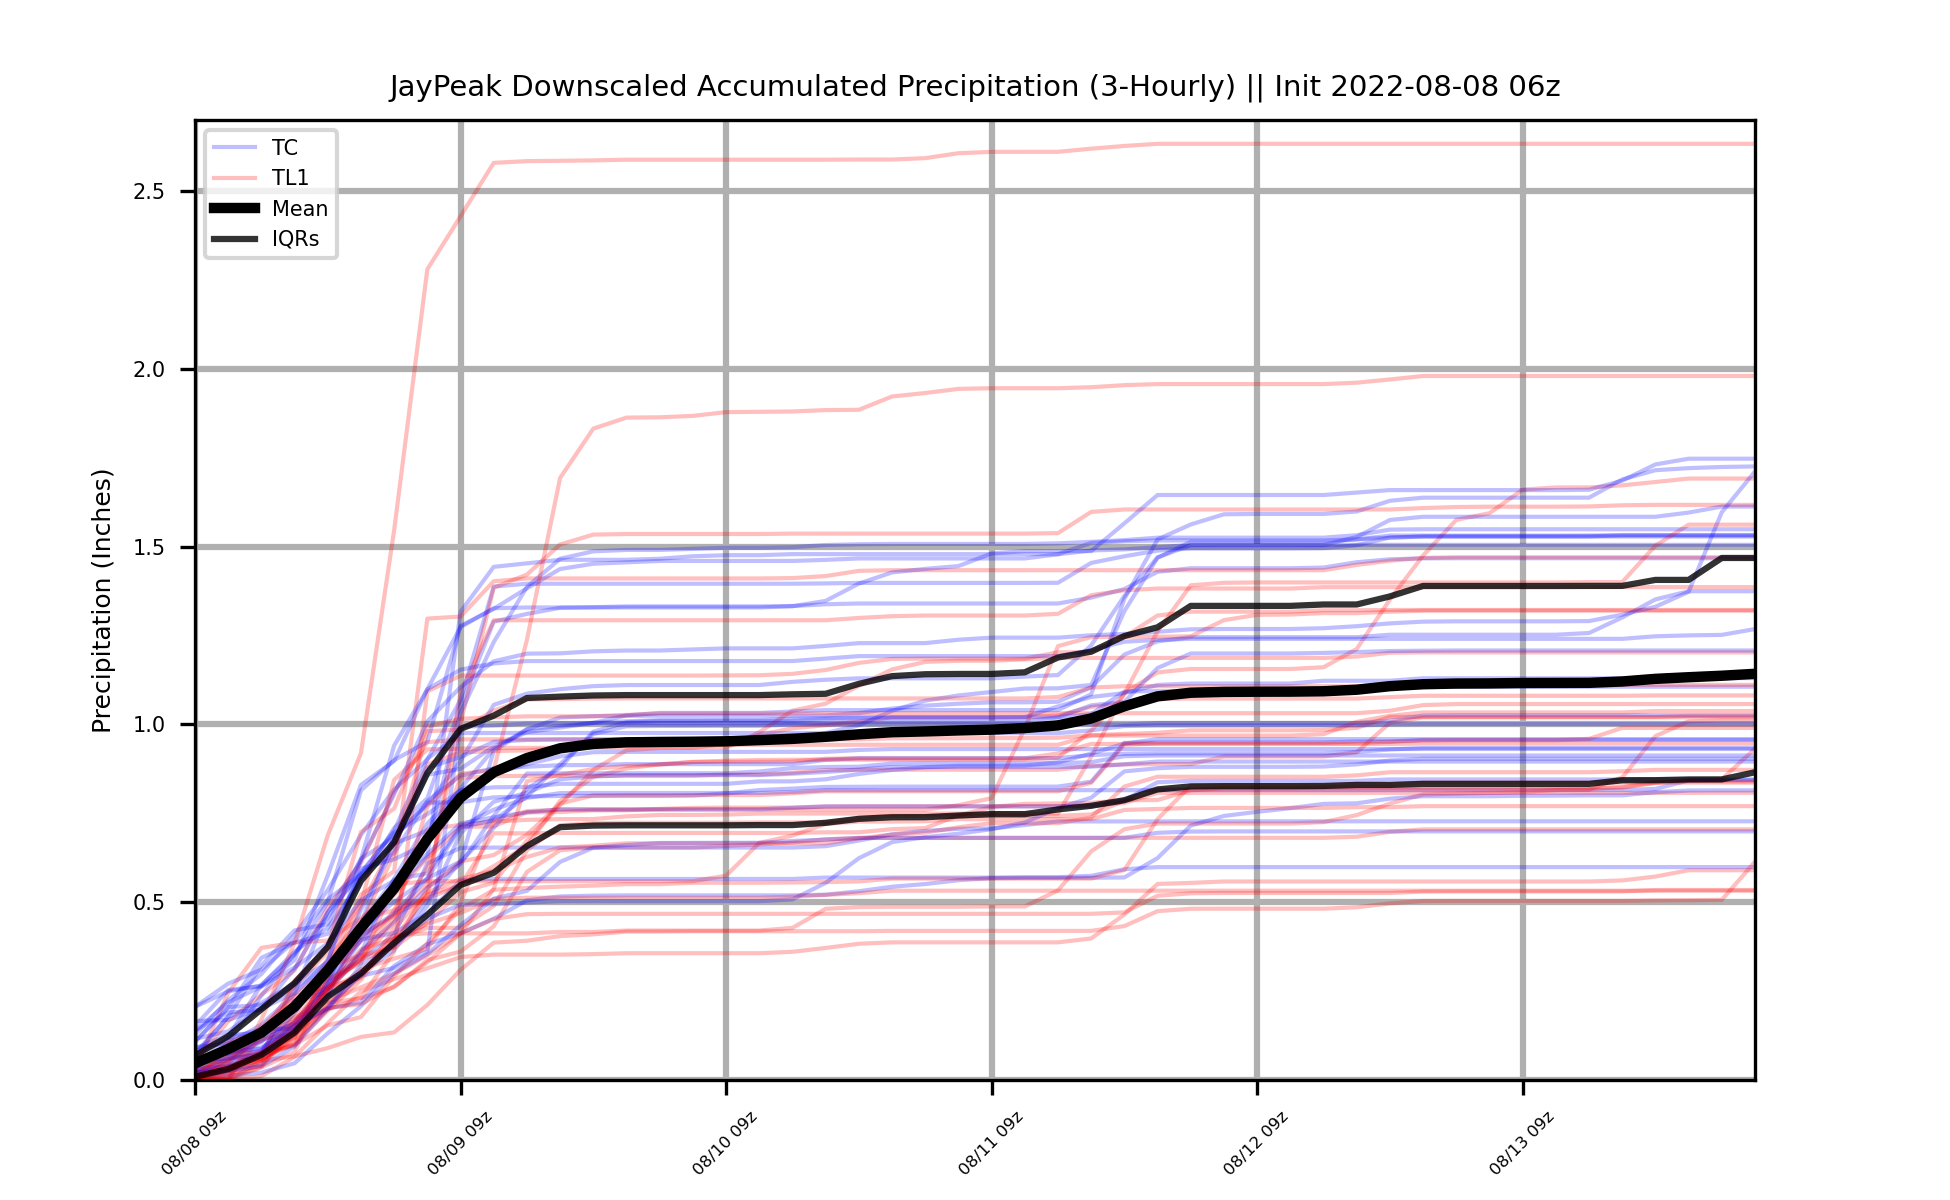 JayPeak Downscaled Accumulated Precipitation (3-Hourly) || Init 2022-08-08 06z
TC
TL1
Mean
IQRs
Precipitation (Inches)
2.5
2.0
1.5
1.0
0.5
0.0
08/08 09z
08/09 09z
08/10 09z
08/11 09z
08/12 09z
08/13 09z